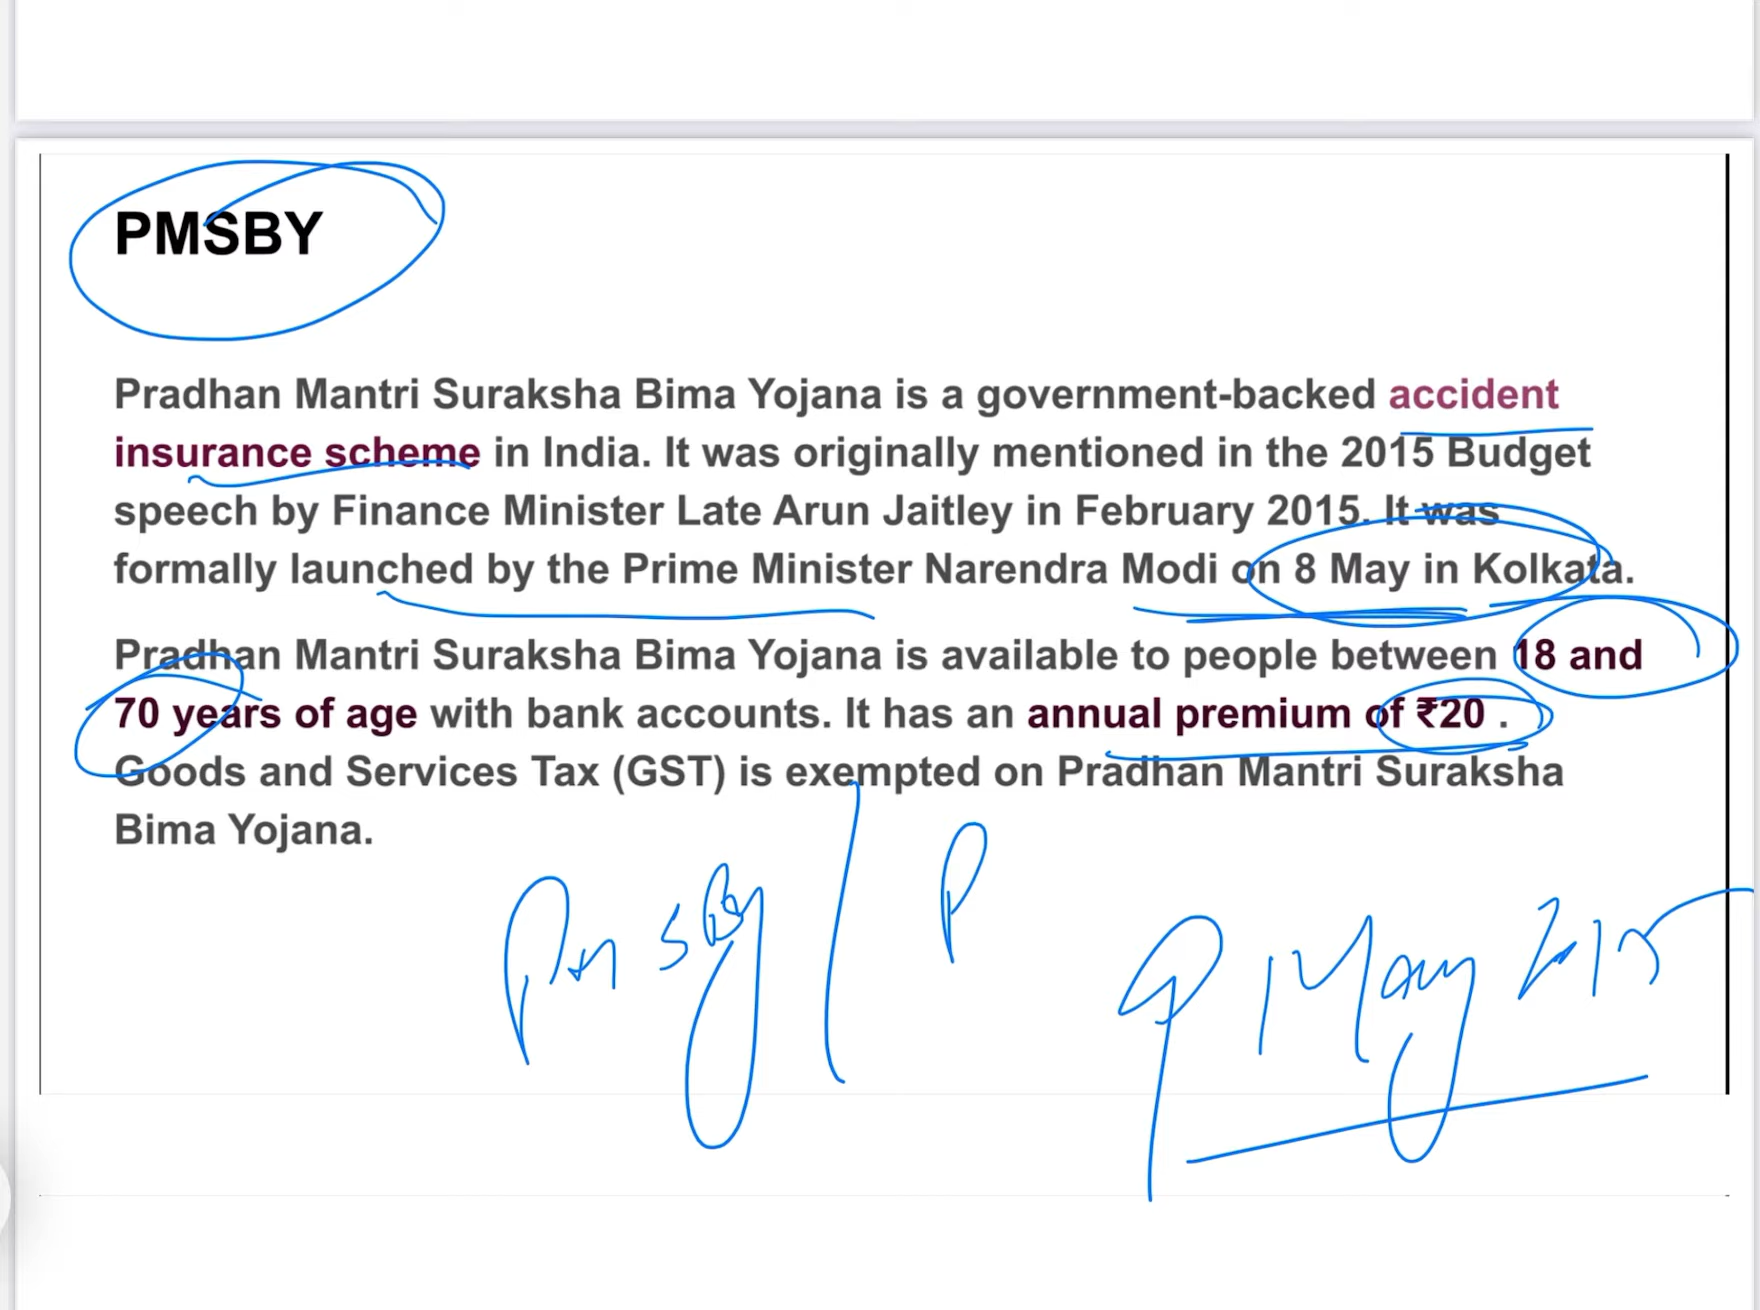 PMSBY
Pradhan Mantri Suraksha Bima Yojana is a government-backed accident
insurance scheme in India. It was originally mentioned in the 2015 Budget
speech by Finance Minister Late Arun Jaitley in February 2015. It was
formally launched by the Prime Minister Narendra Modi on 8 May in Kolkata.
Pradhan Mantri Suraksha Bima Yojana is available to people between 18 and
70 years of age with bank accounts. It has an annual premium of ₹20 .
Goods and Services Tax (GST) is exempted on Pradhan Mantri Suraksha
Bima Yojana.
Pm sby P
9 May 2015